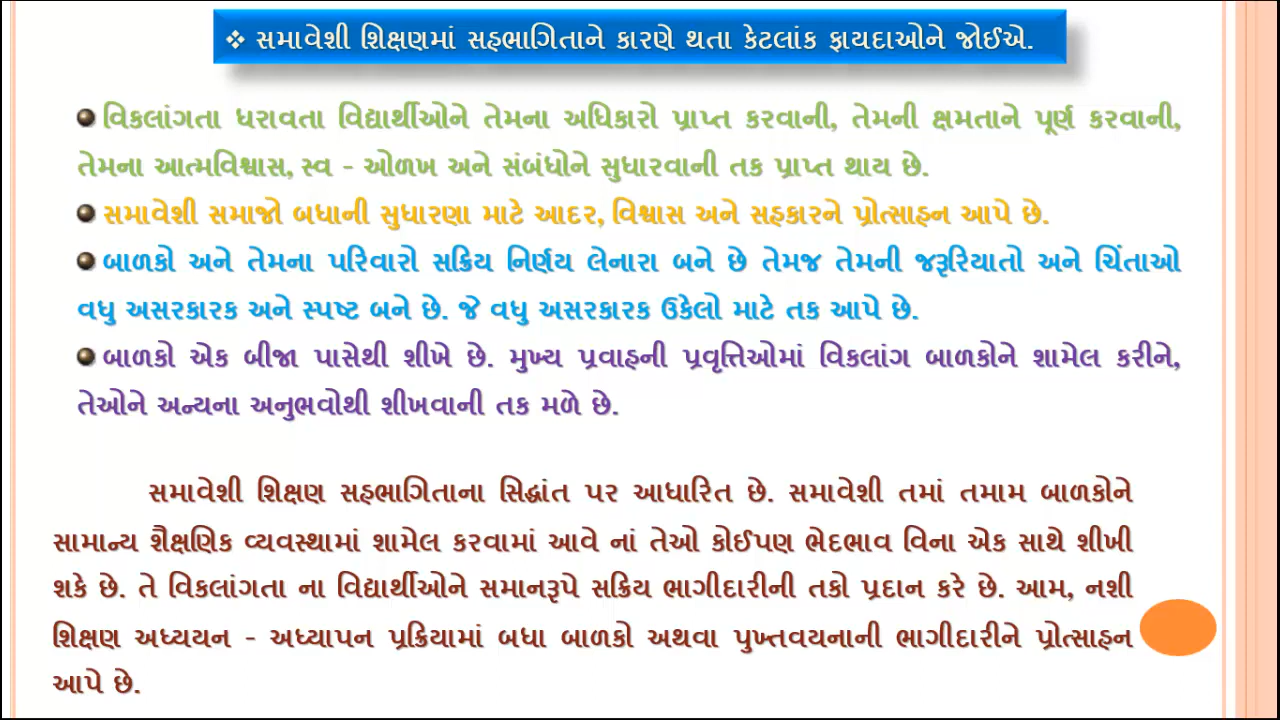 ❖ સમાવેશી શિક્ષણમાં સહભાગિતાને કારણે થતા કેટલાંક ફાયદાઓને જોઈએ.
વિકલાંગતા ધરાવતા વિદ્યાર્થીઓને તેમના અધિકારો પ્રાપ્ત કરવાની, તેમની ક્ષમતાને પૂર્ણ કરવાની,
તેમના આત્મવિશ્વાસ, સ્વ - ઓળખ અને સંબંધોને સુધારવાની તક પ્રાપ્ત થાય છે.
સમાવેશી સમાજો બધાની સુધારણા માટે આદર, વિશ્વાસ અને સહકારને પ્રોત્સાહન આપે છે.
બાળકો અને તેમના પરિવારો સક્રિય નિર્ણય લેનારા બને છે તેમજ તેમની જરૂરિયાતો અને ચિંતાઓ
વધુ અસરકારક અને સ્પષ્ટ બને છે. જે વધુ અસરકારક ઉકેલો માટે તક આપે છે.
બાળકો એક બીજા પાસેથી શીખે છે. મુખ્ય પ્રવાહની પ્રવૃત્તિઓમાં વિકલાંગ બાળકોને શામેલ કરીને,
તેઓને અન્યના અનુભવોથી શીખવાની તક મળે છે.
સમાવેશી શિક્ષણ સહભાગિતાના સિદ્ધાંત પર આધારિત છે. સમાવેશી તમાં તમામ બાળકોને
સામાન્ય શૈક્ષણિક વ્યવસ્થામાં શામેલ કરવામાં આવે નાં તેઓ કોઈપણ ભેદભાવ વિના એક સાથે શીખી
શકે છે. તે વિકલાંગતા ના વિદ્યાર્થીઓને સમાનરૂપે સક્રિય ભાગીદારીની તકો પ્રદાન કરે છે. આમ, નશી
શિક્ષણ અધ્યયન - અધ્યાપન પ્રક્રિયામાં બધા બાળકો અથવા પુખ્તવયનાની ભાગીદારીને પ્રોત્સાહન
આપે છે.